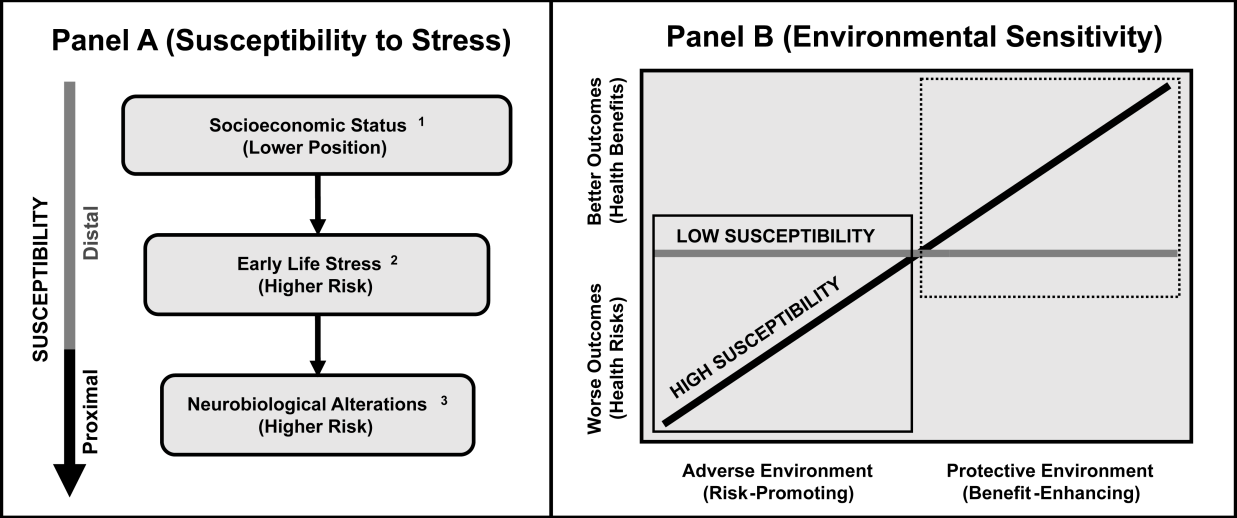 Panel A (Susceptibility to Stress)
SUSCEPTIBILITY
Distal
Proximal
Socioeconomic Status 1
(Lower Position)
Early Life Stress 2
(Higher Risk)
Neurobiological Alterations 3
(Higher Risk)
Panel B (Environmental Sensitivity)
Better Outcomes
(Health Benefits)
Worse Outcomes
(Health Risks)
LOW SUSCEPTIBILITY
HIGH SUSCEPTIBILITY
Adverse Environment
(Risk-Promoting)
Protective Environment
(Benefit-Enhancing)